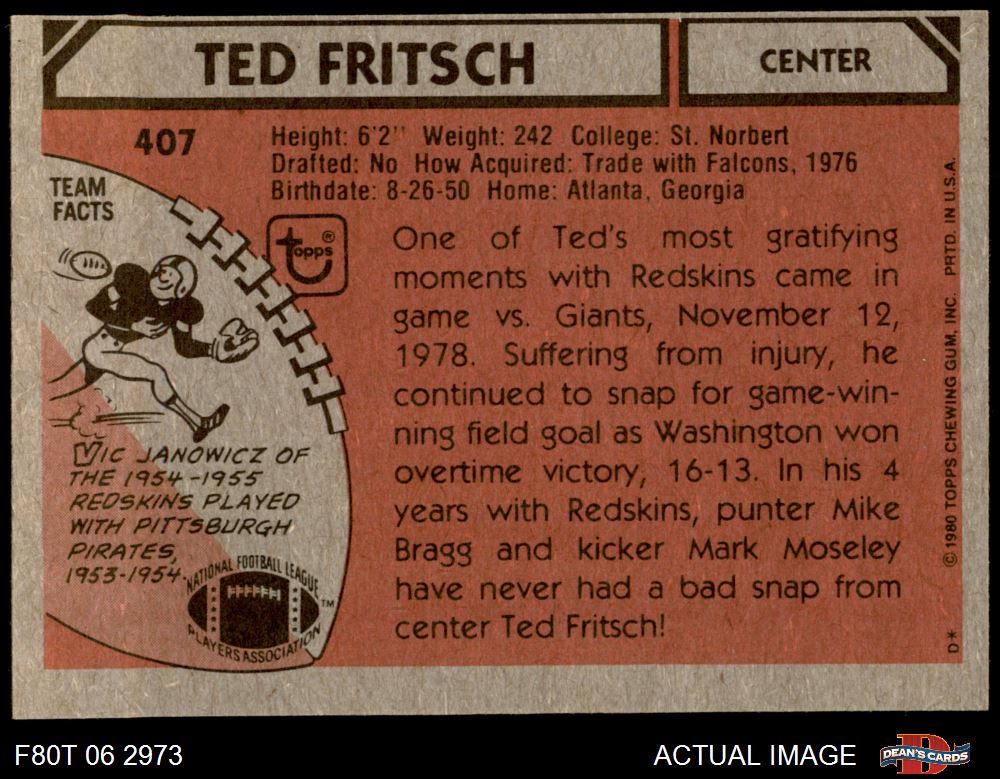 TED FRITSCH
CENTER
407
Height: 6'2" Weight: 242 College: St. Norbert
Drafted: No How Acquired: Trade with Falcons, 1976
Birthdate: 8-26-50 Home: Atlanta, Georgia
TEAM
FACTS
topps®
One of Ted's most gratifying
moments with Redskins came in
game vs. Giants, November 12,
1978. Suffering from injury, he
continued to snap for game-win-
ning field goal as Washington won
overtime victory, 16-13. In his 4
years with Redskins, punter Mike
Bragg and kicker Mark Moseley
have never had a bad snap from
center Ted Fritsch!
VIC JANOWICZ OF
THE 1954-1955
REDSKINS PLAYED
WITH PITTSBURGH
PIRATES,
1953-1954.
NATIONAL FOOTBALL LEAGUE
PLAYERS ASSOCIATION
TM
D* © 1980 TOPPS CHEWING GUM, INC. PRTD. IN U.S.A.
F80T 06 2973
ACTUAL IMAGE
D
DEAN'S CARDS